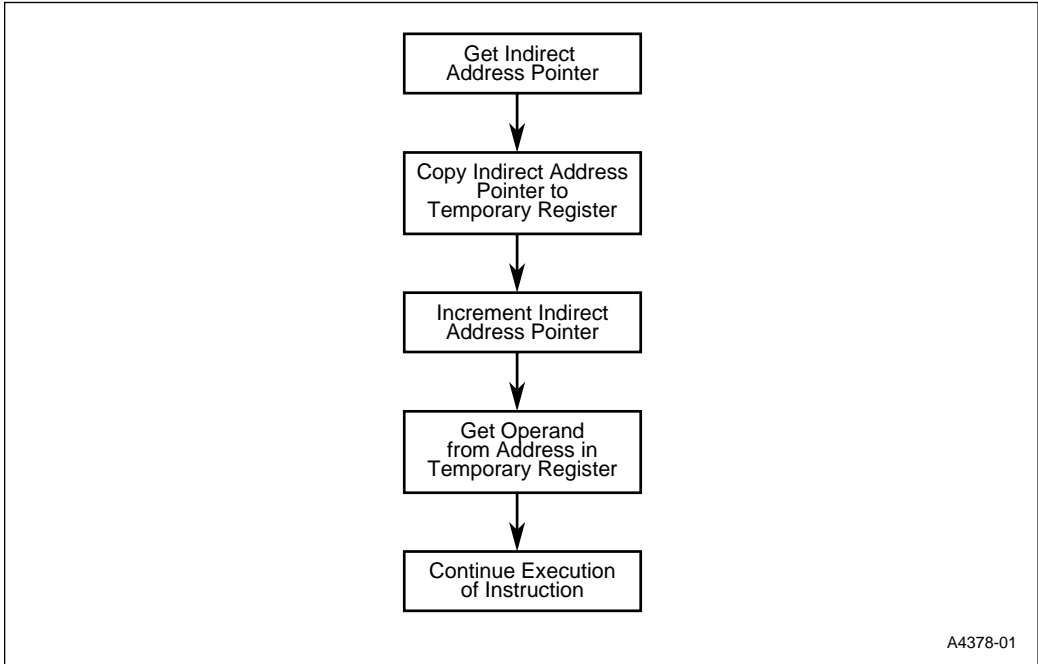 Get Indirect
Address Pointer
Copy Indirect Address
Pointer to
Temporary Register
Increment Indirect
Address Pointer
Get Operand
from Address in
Temporary Register
Continue Execution
of Instruction
A4378-01